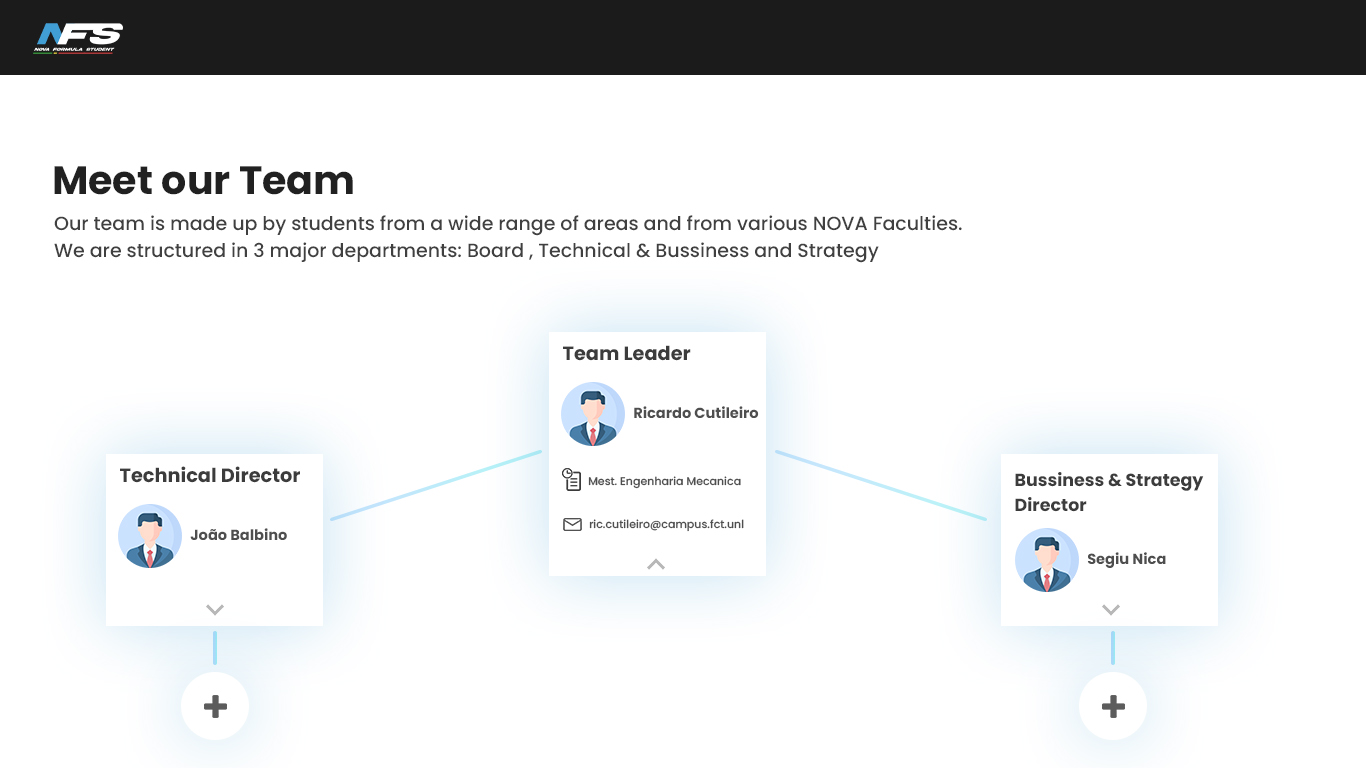 NFS
NOVA FORMULA STUDENT
Meet our Team
Our team is made up by students from a wide range of areas and from various NOVA Faculties.
We are structured in 3 major departments: Board , Technical & Bussiness and Strategy
Team Leader
Ricardo Cutileiro
Mest. Engenharia Mecanica
ric.cutileiro@campus.fct.unl
Technical Director
João Balbino
Bussiness & Strategy
Director
Segiu Nica